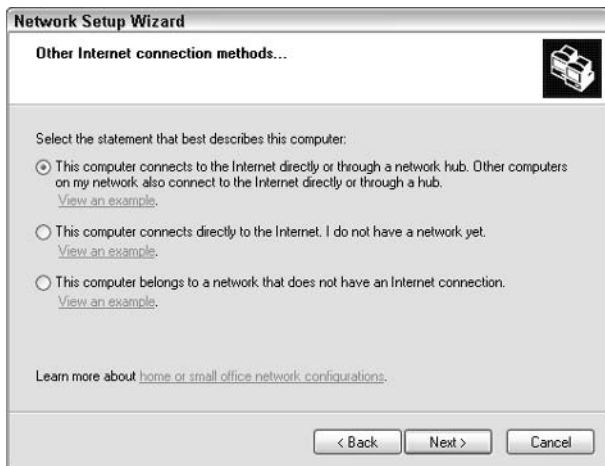 Network Setup Wizard
Other Internet connection methods...
Select the statement that best describes this computer:
This computer connects to the Internet directly or through a network hub. Other computers
on my network also connect to the Internet directly or through a hub.
View an example.
This computer connects directly to the Internet. I do not have a network yet.
View an example.
This computer belongs to a network that does not have an Internet connection.
View an example.
Learn more about home or small office network configurations.
< Back Next > Cancel